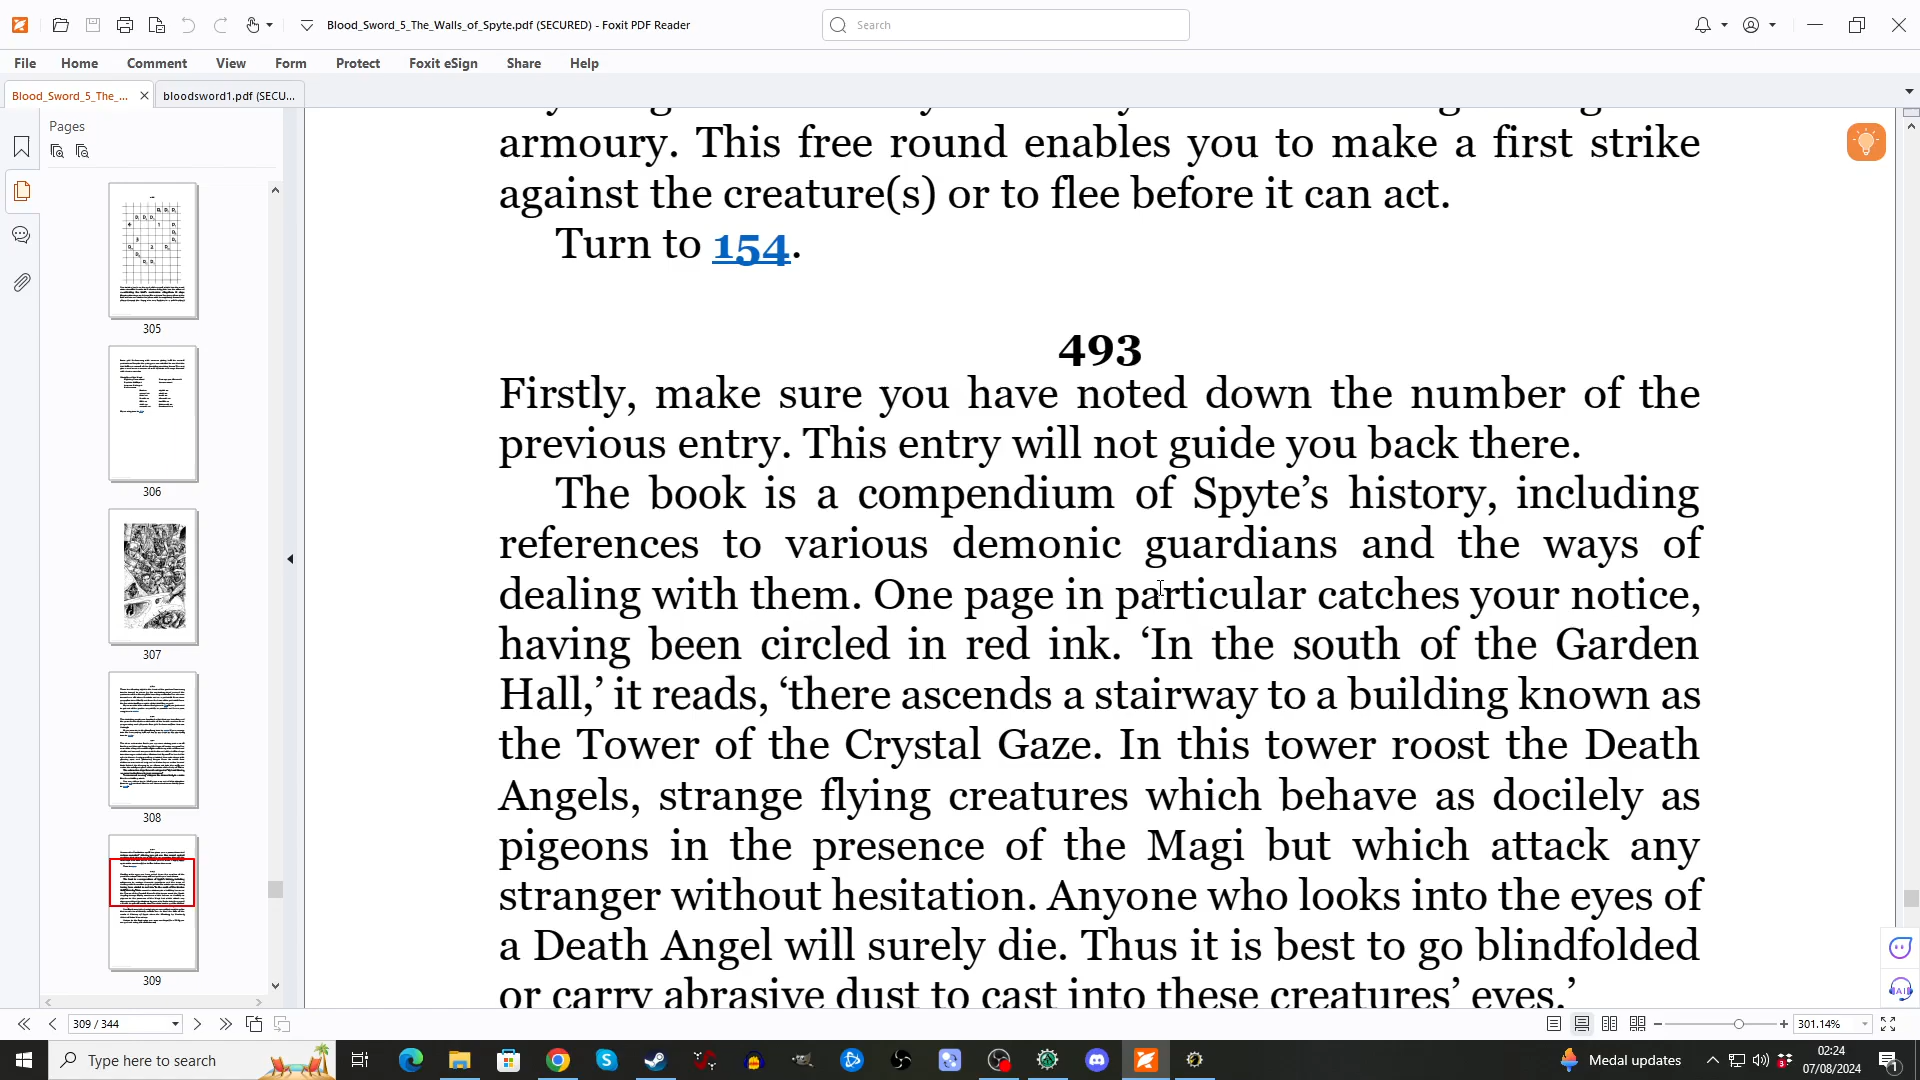 Blood_Sword_5_The_Walls_of_Spyte.pdf (SECURED) - Foxit PDF Reader
Search
File Home Comment View Form Protect Foxit eSign Share Help
Blood_Sword_5_The_... bloodsword1.pdf (SECU...
Pages
305
306
307
308
309
armoury. This free round enables you to make a first strike
against the creature(s) or to flee before it can act.
Turn to 154.
493
Firstly, make sure you have noted down the number of the
previous entry. This entry will not guide you back there.
The book is a compendium of Spyte’s history, including
references to various demonic guardians and the ways of
dealing with them. One page in particular catches your notice,
having been circled in red ink. ‘In the south of the Garden
Hall,’ it reads, ‘there ascends a stairway to a building known as
the Tower of the Crystal Gaze. In this tower roost the Death
Angels, strange flying creatures which behave as docilely as
pigeons in the presence of the Magi but which attack any
stranger without hesitation. Anyone who looks into the eyes of
a Death Angel will surely die. Thus it is best to go blindfolded
or carry abrasive dust to cast into these creatures’ eyes.’
309 / 344
301.14%
Type here to search
Medal updates
02:24
07/08/2024